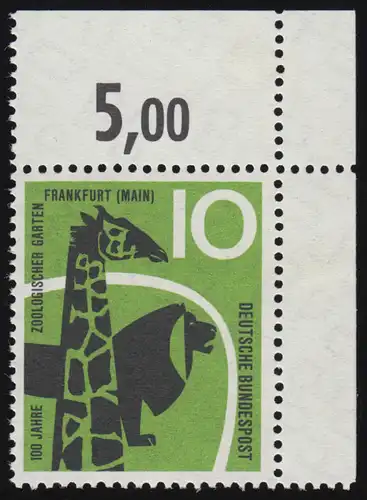 5,00
100 JAHRE ZOOLOGISCHER GARTEN
FRANKFURT (MAIN)
10
DEUTSCHE BUNDESPOST